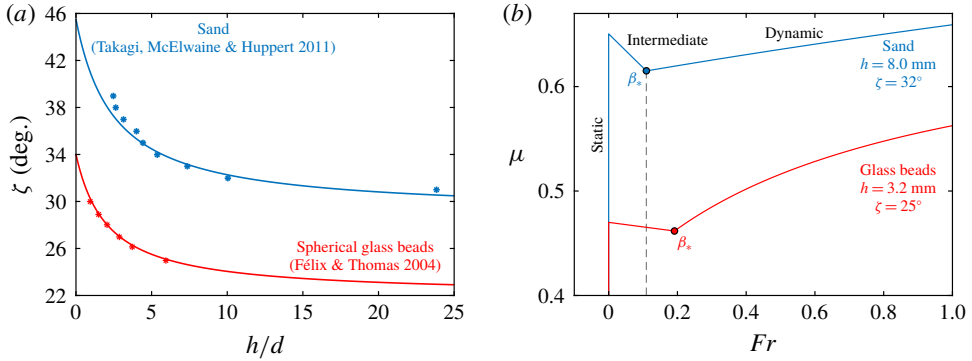 (a)
46
42
38
34
30
26
22
ζ (deg.)
0
5
10
15
20
25
h/d
Sand
(Takagi, McElwaine & Huppert 2011)
Spherical glass beads
(Félix & Thomas 2004)
(b)
0.6
0.5
0.4
μ
0
0.2
0.4
0.6
0.8
1.0
Fr
Static
Intermediate
Dynamic
β*
Sand
h = 8.0 mm
ζ = 32°
β*
Glass beads
h = 3.2 mm
ζ = 25°